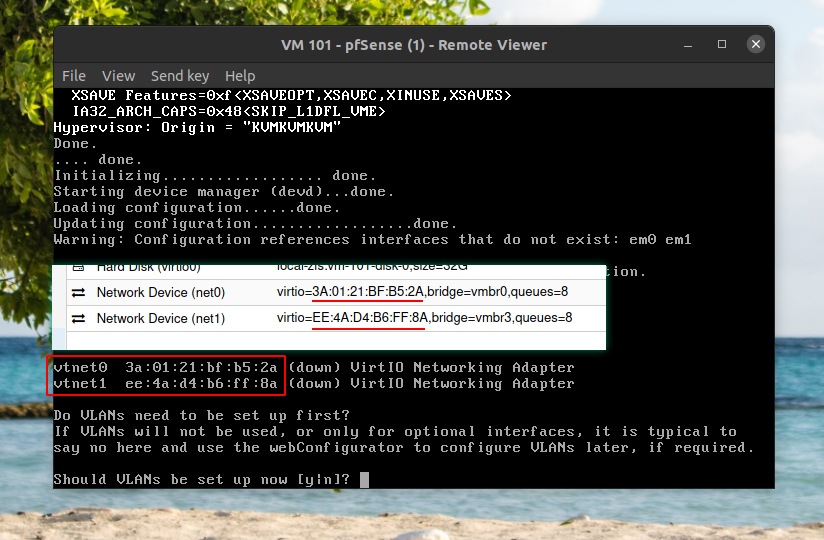 VM 101 - pfSense (1) - Remote Viewer
File View Send key Help
XSAVE Features=0xf<XSAVEOPT,XSAVEC,XINUSE,XSAVES>
IA32_ARCH_CAPS=0x48<SKIP_L1DFL_VME>
Hypervisor: Origin = "KVMKVMKVM"
Done.
.... done.
Initializing.................. done.
Starting device manager (devd)...done.
Loading configuration......done.
Updating configuration..................done.
Warning: Configuration references interfaces that do not exist: em0 em1
Hard Disk (virtio0) local-zfs:vm-101-disk-0,size=32G
tion.
Network Device (net0) virtio=3A:01:21:BF:B5:2A,bridge=vmbr0,queues=8
Network Device (net1) virtio=EE:4A:D4:B6:FF:8A,bridge=vmbr3,queues=8
vtnet0 3a:01:21:bf:b5:2a (down) VirtIO Networking Adapter
vtnet1 ee:4a:d4:b6:ff:8a (down) VirtIO Networking Adapter
Do VLANs need to be set up first?
If VLANs will not be used, or only for optional interfaces, it is typical to
say no here and use the webConfigurator to configure VLANs later, if required.
Should VLANs be set up now [y|n]?